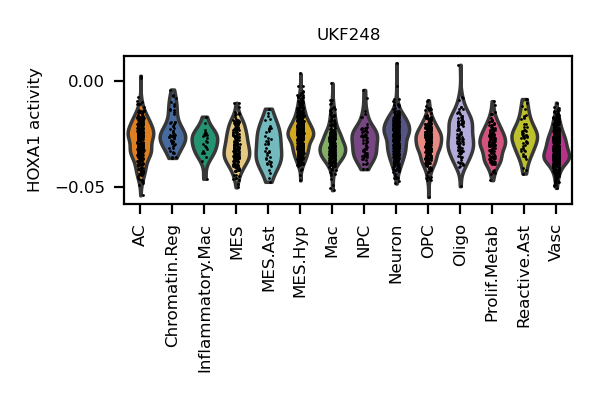 UKF248
HOXA1 activity
0.00
−0.05
AC
Chromatin.Reg
Inflammatory.Mac
MES
MES.Ast
MES.Hyp
Mac
NPC
Neuron
OPC
Oligo
Prolif.Metab
Reactive.Ast
Vasc